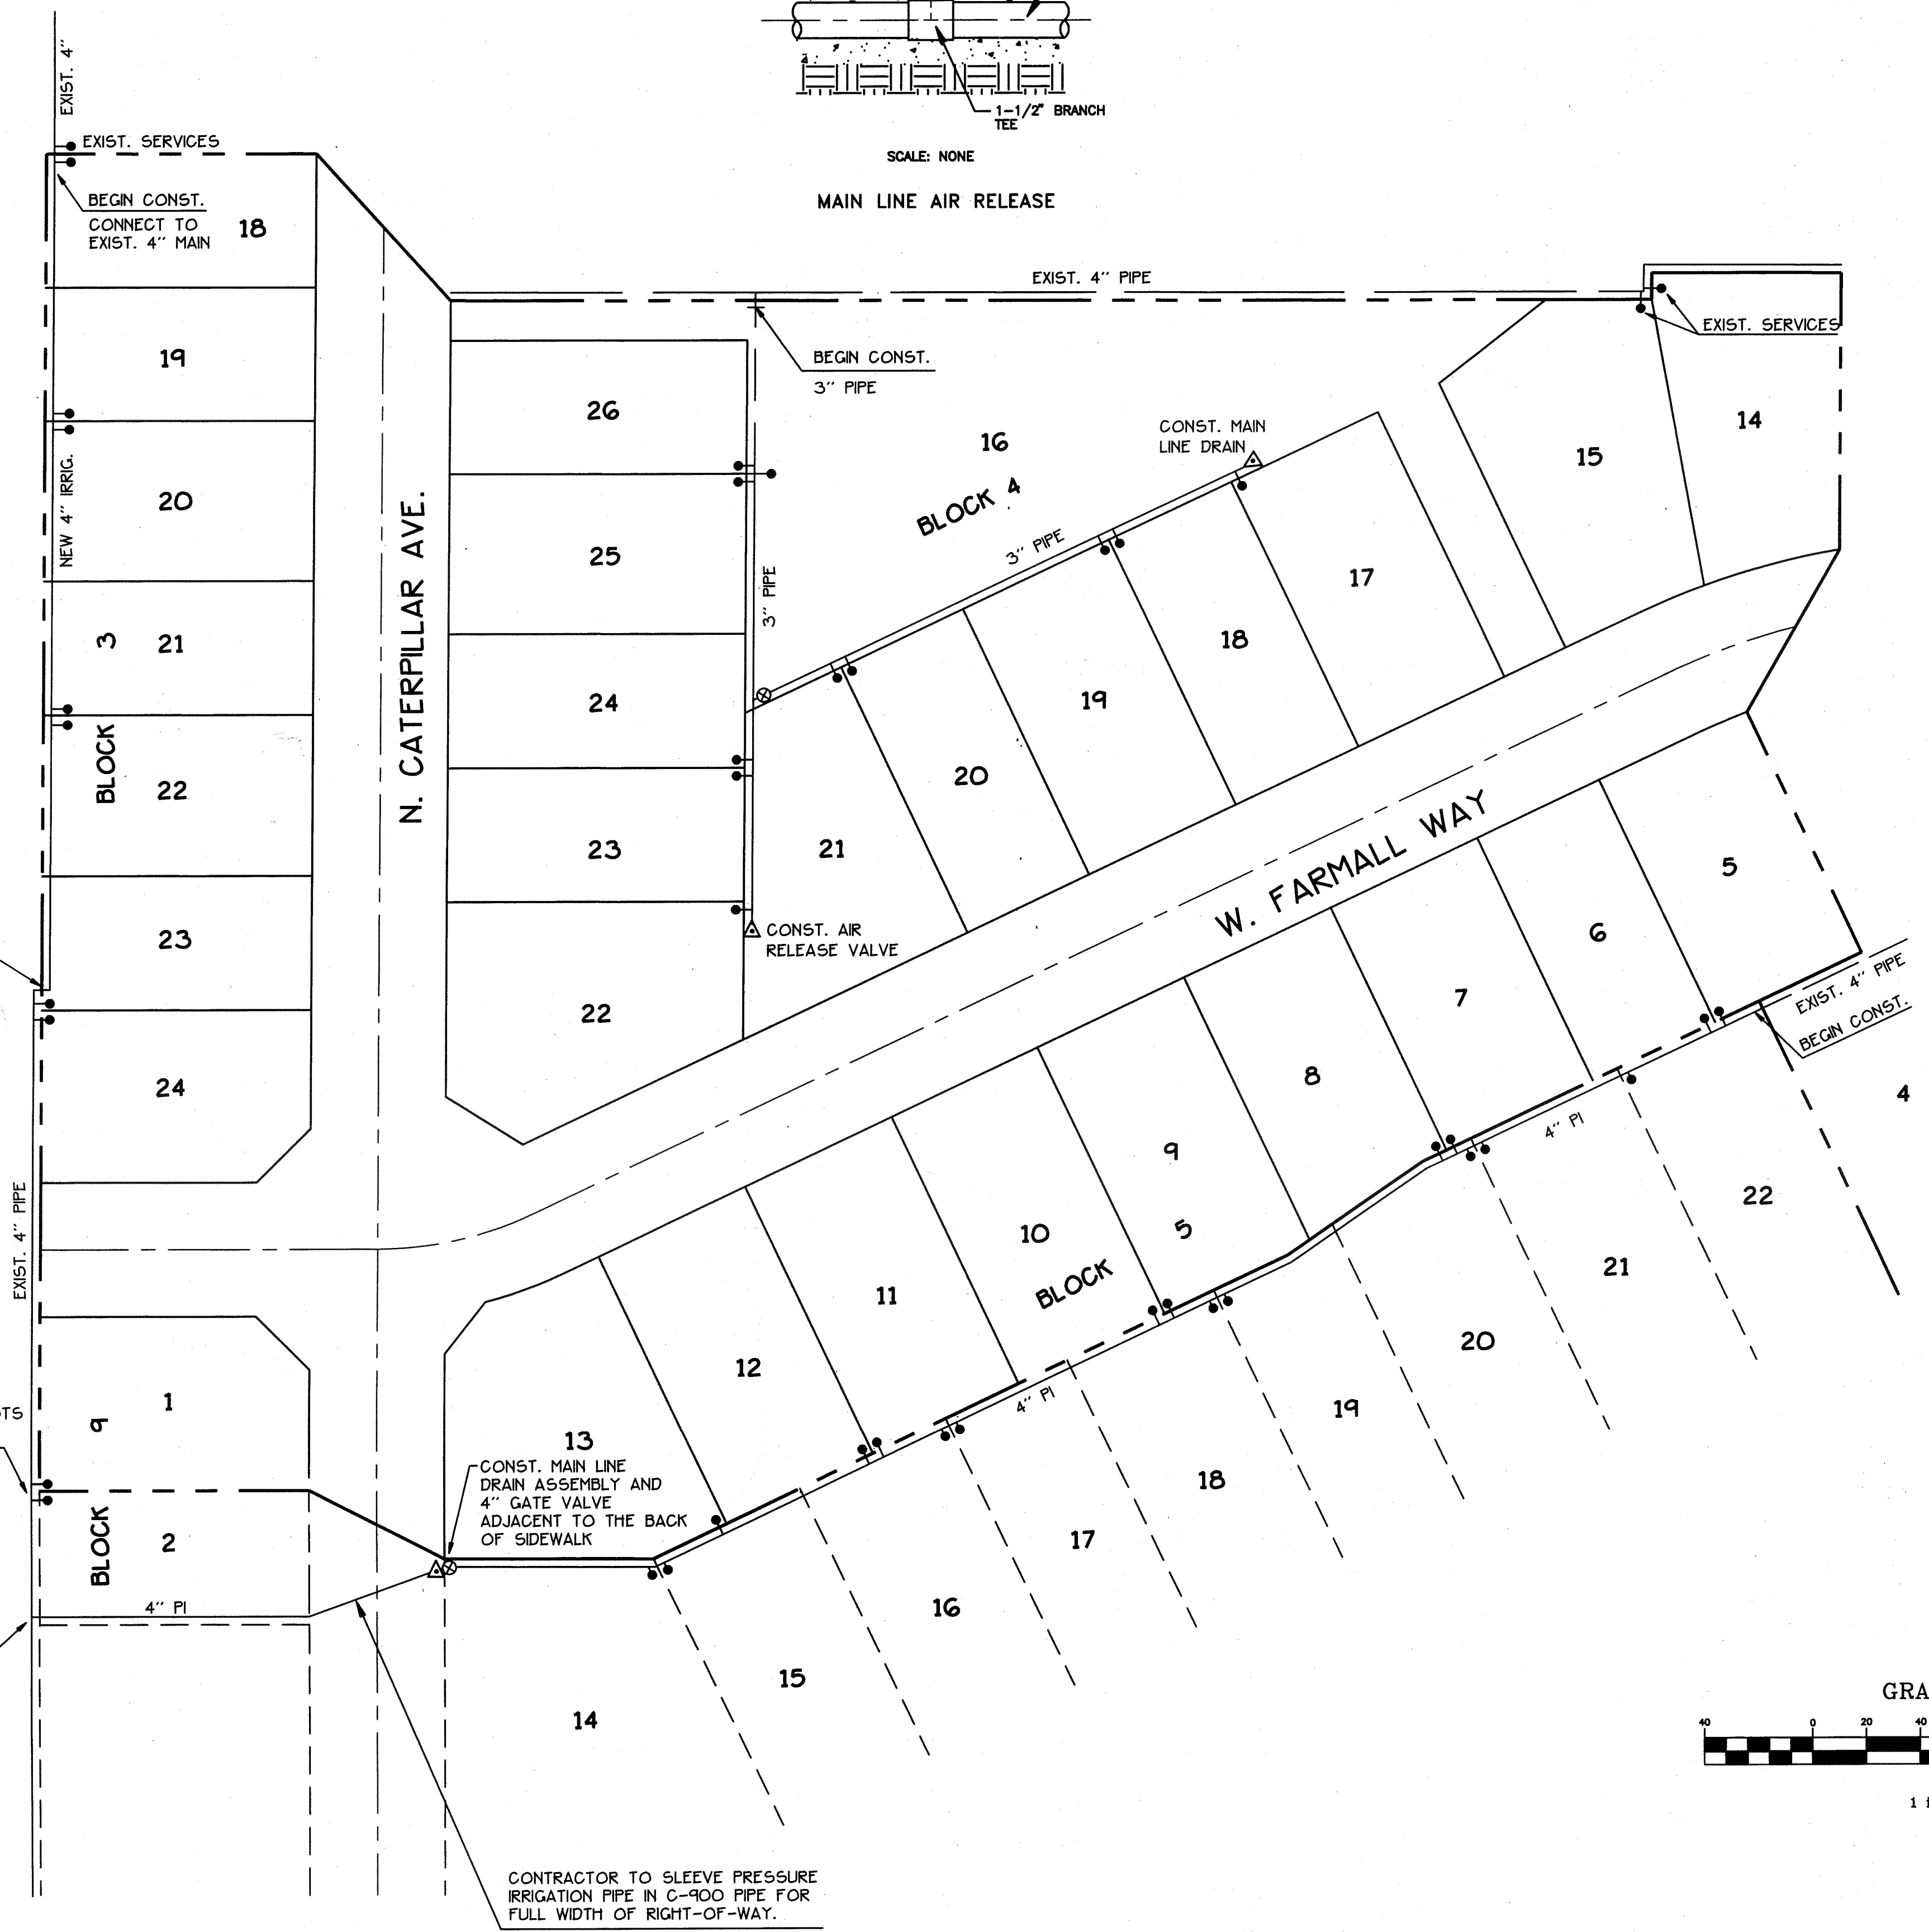 1-1/2" BRANCH
TEE
SCALE: NONE
MAIN LINE AIR RELEASE
EXIST. 4"
EXIST. SERVICES
BEGIN CONST.
CONNECT TO
EXIST. 4" MAIN
18
19
20
21
22
23
24
NEW 4" IRRIG.
BLOCK 3
N. CATERPILLAR AVE.
EXIST. 4" PIPE
BEGIN CONST.
3" PIPE
EXIST. SERVICES
26
25
24
23
22
3" PIPE
16
BLOCK 4
CONST. MAIN
LINE DRAIN
3" PIPE
14
15
17
18
19
20
21
CONST. AIR
RELEASE VALVE
W. FARMALL WAY
5
6
7
8
9
10
11
12
13
BLOCK 5
EXIST. 4" PIPE
BEGIN CONST.
4
4" PI
22
21
20
19
18
17
16
15
14
4" PI
EXIST. 4" PIPE
1
2
BLOCK 9
OTS
4" PI
CONST. MAIN LINE
DRAIN ASSEMBLY AND
4" GATE VALVE
ADJACENT TO THE BACK
OF SIDEWALK
CONTRACTOR TO SLEEVE PRESSURE
IRRIGATION PIPE IN C-900 PIPE FOR
FULL WIDTH OF RIGHT-OF-WAY.
GRA
40 0 20 40
1